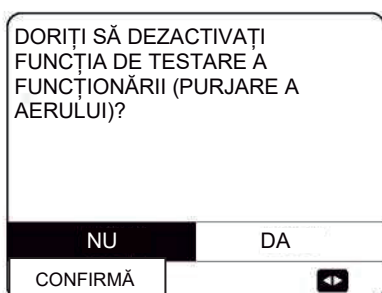 DORIȚI SĂ DEZACTIVAȚI
FUNCȚIA DE TESTARE A
FUNCȚIONĂRII (PURJARE A
AERULUI)?
NU DA
CONFIRMĂ